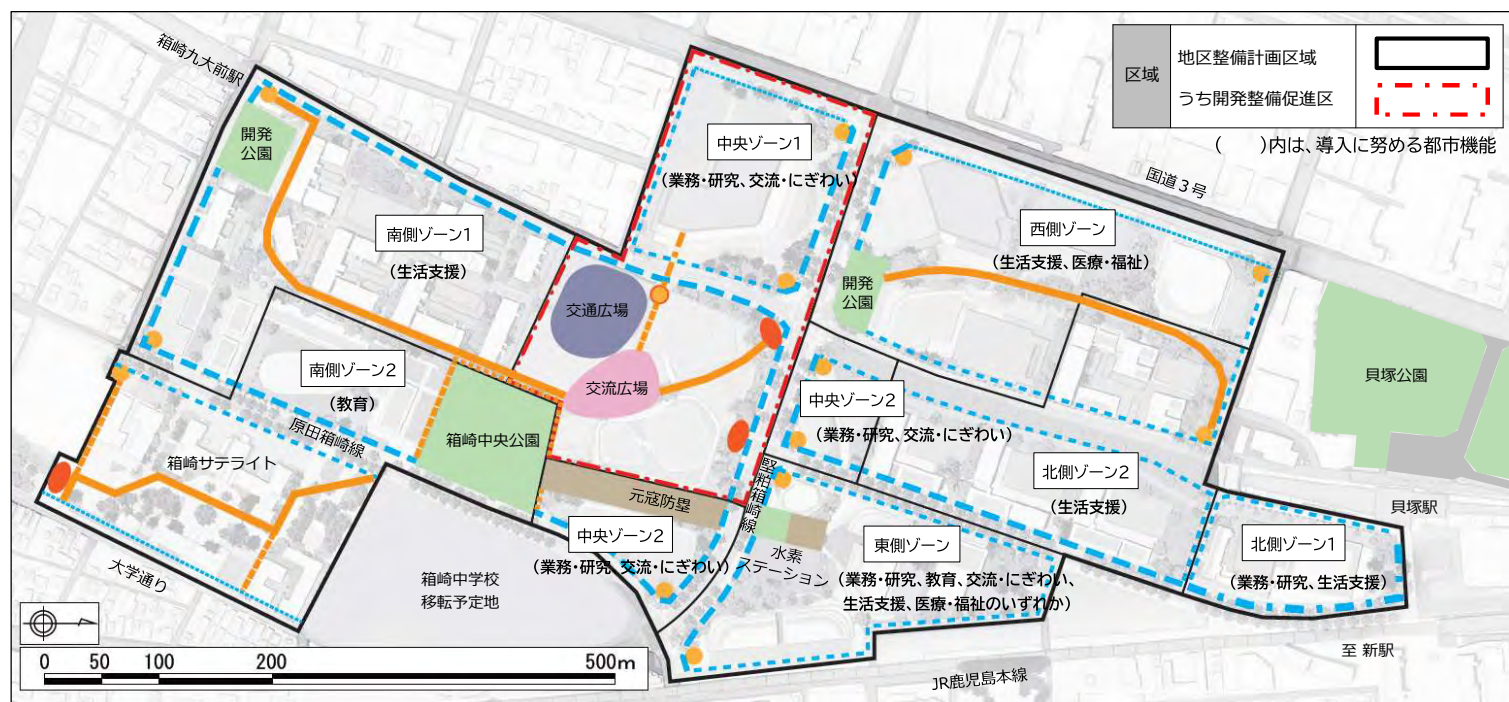 区域
地区整備計画区域
うち開発整備促進区
(　　)内は、導入に努める都市機能
箱崎九大前駅
開発
公園
中央ゾーン1
(業務・研究、交流・にぎわい)
国道3号
南側ゾーン1
(生活支援)
西側ゾーン
(生活支援、医療・福祉)
開発
公園
交通広場
貝塚公園
南側ゾーン2
(教育)
交流広場
中央ゾーン2
(業務・研究、交流・にぎわい)
原田箱崎線
箱崎中央公園
箱崎サテライト
堅粕箱崎線
北側ゾーン2
(生活支援)
元寇防塁
貝塚駅
中央ゾーン2
(業務・研究、交流・にぎわい)
水素
ステーション
東側ゾーン
(業務・研究、教育、交流・にぎわい、
生活支援、医療・福祉のいずれか)
北側ゾーン1
(業務・研究、生活支援)
大学通り
箱崎中学校
移転予定地
至 新駅
JR鹿児島本線
0 50 100 200 500m